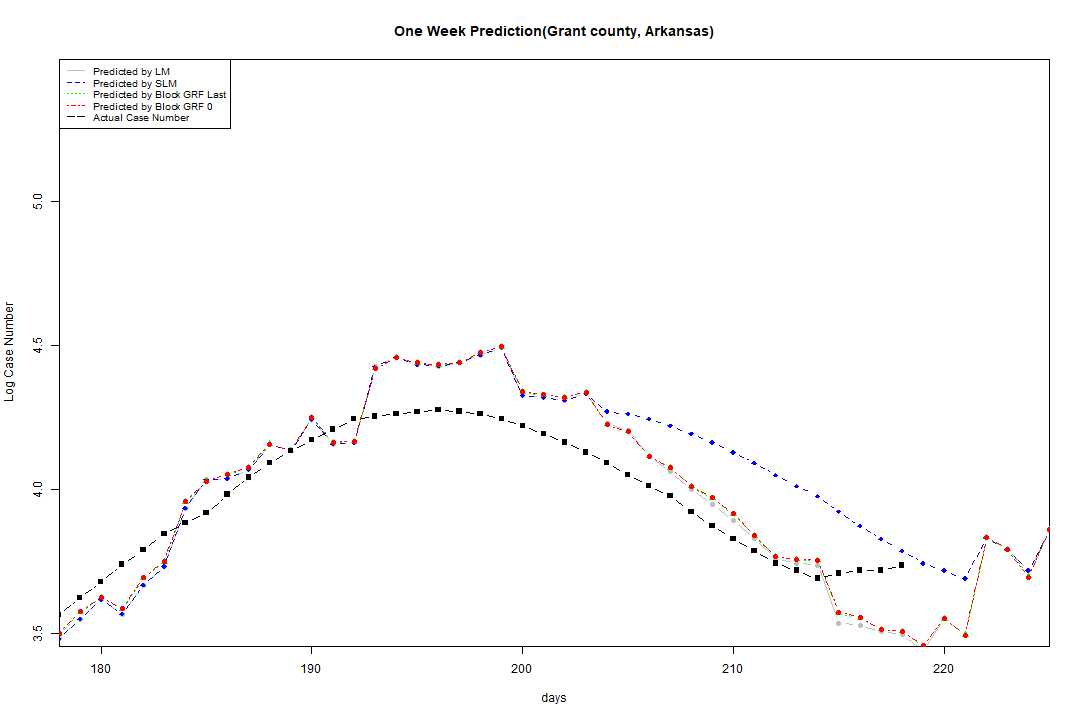 One Week Prediction(Grant county, Arkansas)
Predicted by LM
Predicted by SLM
Predicted by Block GRF Last
Predicted by Block GRF 0
Actual Case Number
5.0
4.5
4.0
3.5
Log Case Number
180 190 200 210 220
days